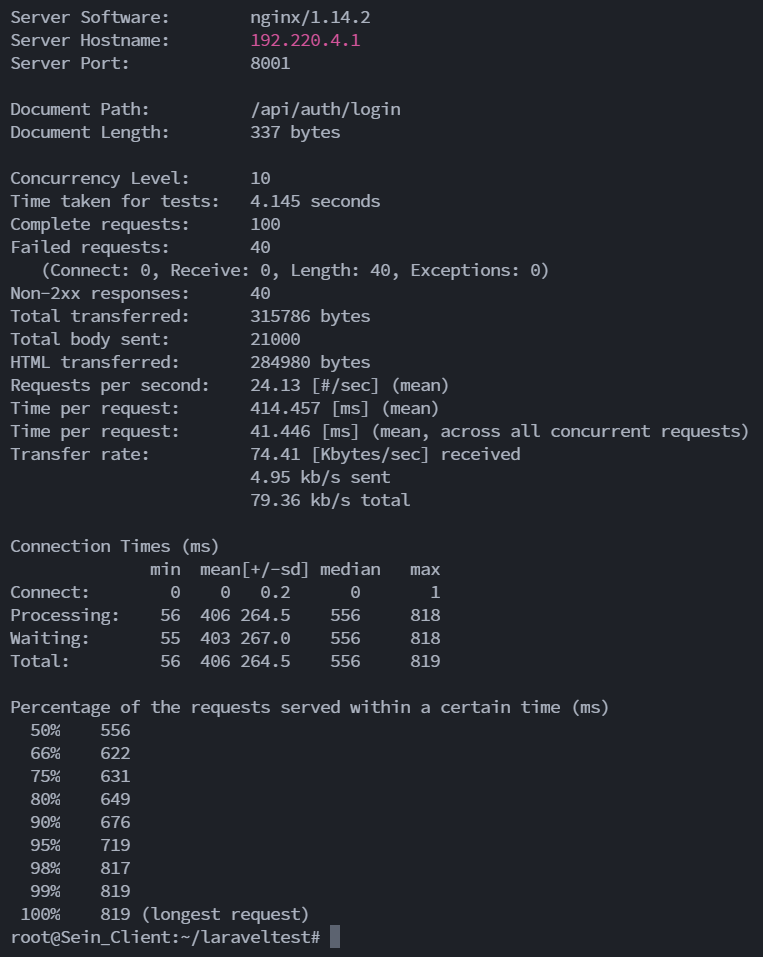 Server Software:        nginx/1.14.2
Server Hostname:        192.220.4.1
Server Port:            8001

Document Path:          /api/auth/login
Document Length:        337 bytes

Concurrency Level:      10
Time taken for tests:   4.145 seconds
Complete requests:      100
Failed requests:        40
   (Connect: 0, Receive: 0, Length: 40, Exceptions: 0)
Non-2xx responses:      40
Total transferred:      315786 bytes
Total body sent:        21000
HTML transferred:       284980 bytes
Requests per second:    24.13 [#/sec] (mean)
Time per request:       414.457 [ms] (mean)
Time per request:       41.446 [ms] (mean, across all concurrent requests)
Transfer rate:          74.41 [Kbytes/sec] received
                        4.95 kb/s sent
                        79.36 kb/s total

Connection Times (ms)
              min  mean[+/-sd] median   max
Connect:        0    0   0.2      0       1
Processing:    56  406 264.5    556     818
Waiting:       55  403 267.0    556     818
Total:         56  406 264.5    556     819

Percentage of the requests served within a certain time (ms)
  50%    556
  66%    622
  75%    631
  80%    649
  90%    676
  95%    719
  98%    817
  99%    819
 100%    819 (longest request)
root@Sein_Client:~/laraveltest#